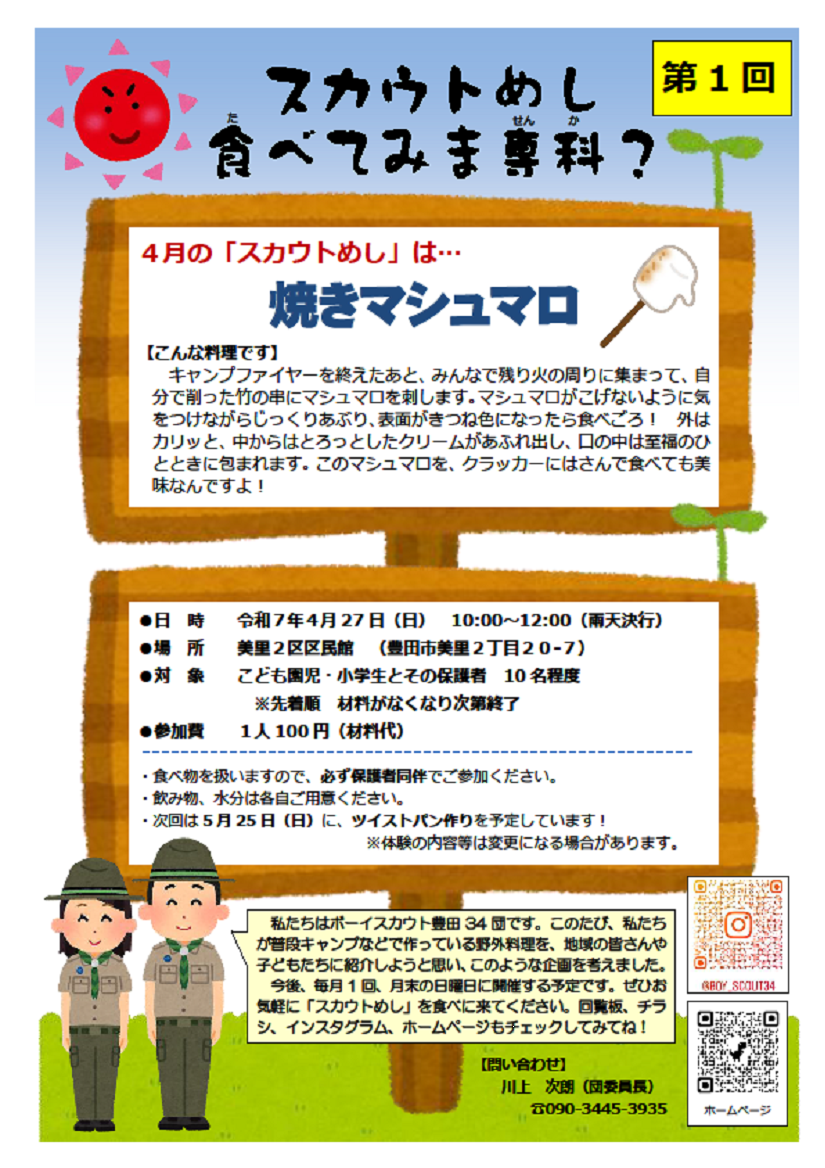 第1回
スカウトめし
た せん か
食べてみま専科?
4月の「スカウトめし」は…
焼きマシュマロ
【こんな料理です】
キャンプファイヤーを終えたあと、みんなで残り火の周りに集まって、自
分で削った竹の串にマシュマロを刺します。マシュマロがこげないように気
をつけながらじっくりあぶり、表面がきつね色になったら食べごろ! 外は
カリッと、中からはとろっとしたクリームがあふれ出し、口の中は至福のひ
とときに包まれます。このマシュマロを、クラッカーにはさんで食べても美
味なんですよ!
●日 時 令和7年4月27日(日) 10:00~12:00(雨天決行)
●場 所 美里2区区民館 (豊田市美里2丁目20-7)
●対 象 こども園児・小学生とその保護者 10名程度
※先着順 材料がなくなり次第終了
●参加費 1人100円(材料代)
・食べ物を扱いますので、必ず保護者同伴でご参加ください。
・飲み物、水分は各自ご用意ください。
・次回は5月25日(日)に、ツイストパン作りを予定しています!
※体験の内容等は変更になる場合があります。
私たちはボーイスカウト豊田34団です。このたび、私たち
が普段キャンプなどで作っている野外料理を、地域の皆さんや
子どもたちに紹介しようと思い、このような企画を考えました。
今後、毎月1回、月末の日曜日に開催する予定です。ぜひお
気軽に「スカウトめし」を食べに来てください。回覧板、チラ
シ、インスタグラム、ホームページもチェックしてみてね!
@BOY_SCOUT34
【問い合わせ】
川上 次朗(団委員長)
☎090-3445-3935
ホームページ